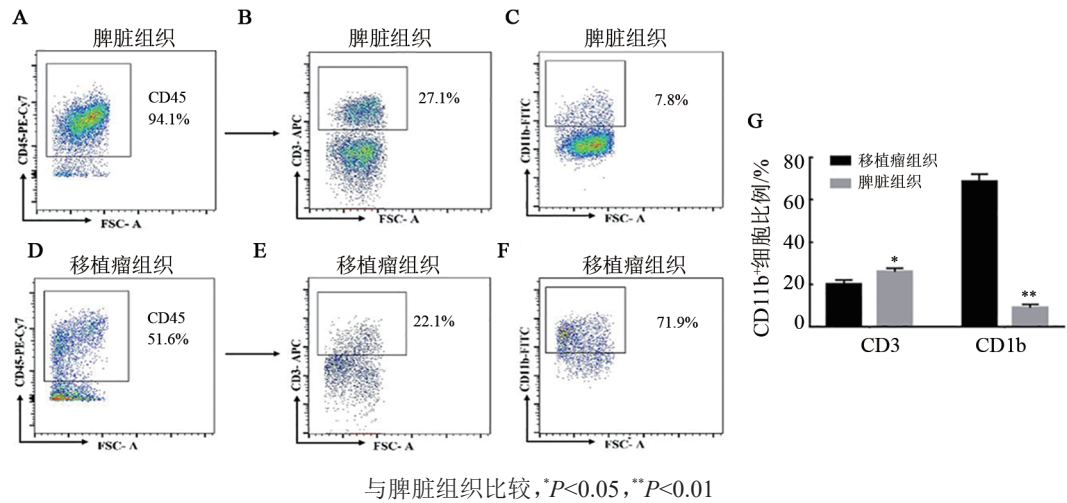 A
脾脏组织
CD45
94.1%
CD45-PE-Cy7
FSC- A
B
脾脏组织
27.1%
CD3- APC
FSC- A
C
脾脏组织
7.8%
CD11b-FITC
FSC- A
D
移植瘤组织
CD45
51.6%
CD45-PE-Cy7
FSC- A
E
移植瘤组织
22.1%
CD3- APC
FSC- A
F
移植瘤组织
71.9%
CD11b-FITC
FSC- A
G
CD11b⁺细胞比例/%
80
60
40
20
0
移植瘤组织
脾脏组织
*
**
CD3
CD1b
与脾脏组织比较,*P<0.05,**P<0.01